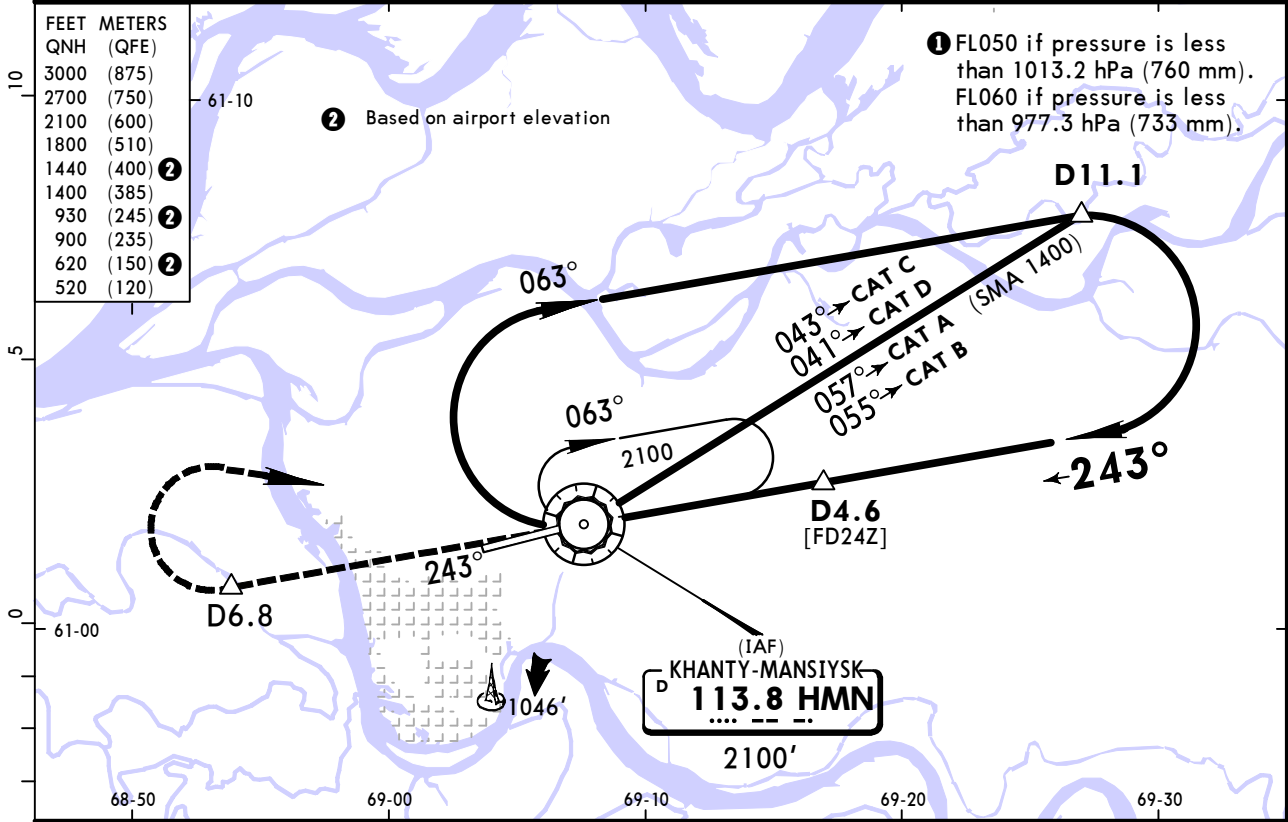 FEET METERS
QNH (QFE)
3000 (875)
2700 (750)
2100 (600)
1800 (510)
1440 (400) 2
1400 (385)
930 (245) 2
900 (235)
620 (150) 2
520 (120)
10
61-10
2 Based on airport elevation
1 FL050 if pressure is less
than 1013.2 hPa (760 mm).
FL060 if pressure is less
than 977.3 hPa (733 mm).
D11.1
063°
043° CAT C
041° CAT D
(SMA 1400)
057° CAT A
055° CAT B
5
063°
2100
243°
D4.6
[FD24Z]
243°
D6.8
0
61-00
(IAF)
KHANTY-MANSIYSK
D 113.8 HMN
2100'
1046'
68-50
69-00
69-10
69-20
69-30